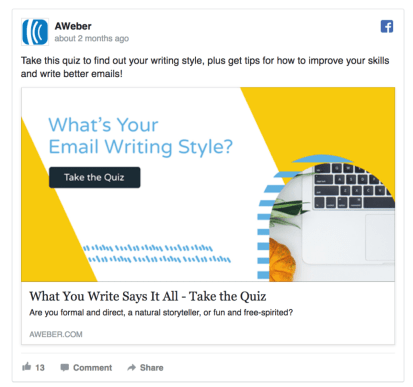 AWeber
about 2 months ago
Take this quiz to find out your writing style, plus get tips for how to improve your skills
and write better emails!
What's Your
Email Writing Style?
Take the Quiz
What You Write Says It All - Take the Quiz
Are you formal and direct, a natural storyteller, or fun and free-spirited?
AWEBER.COM
13 Comment Share